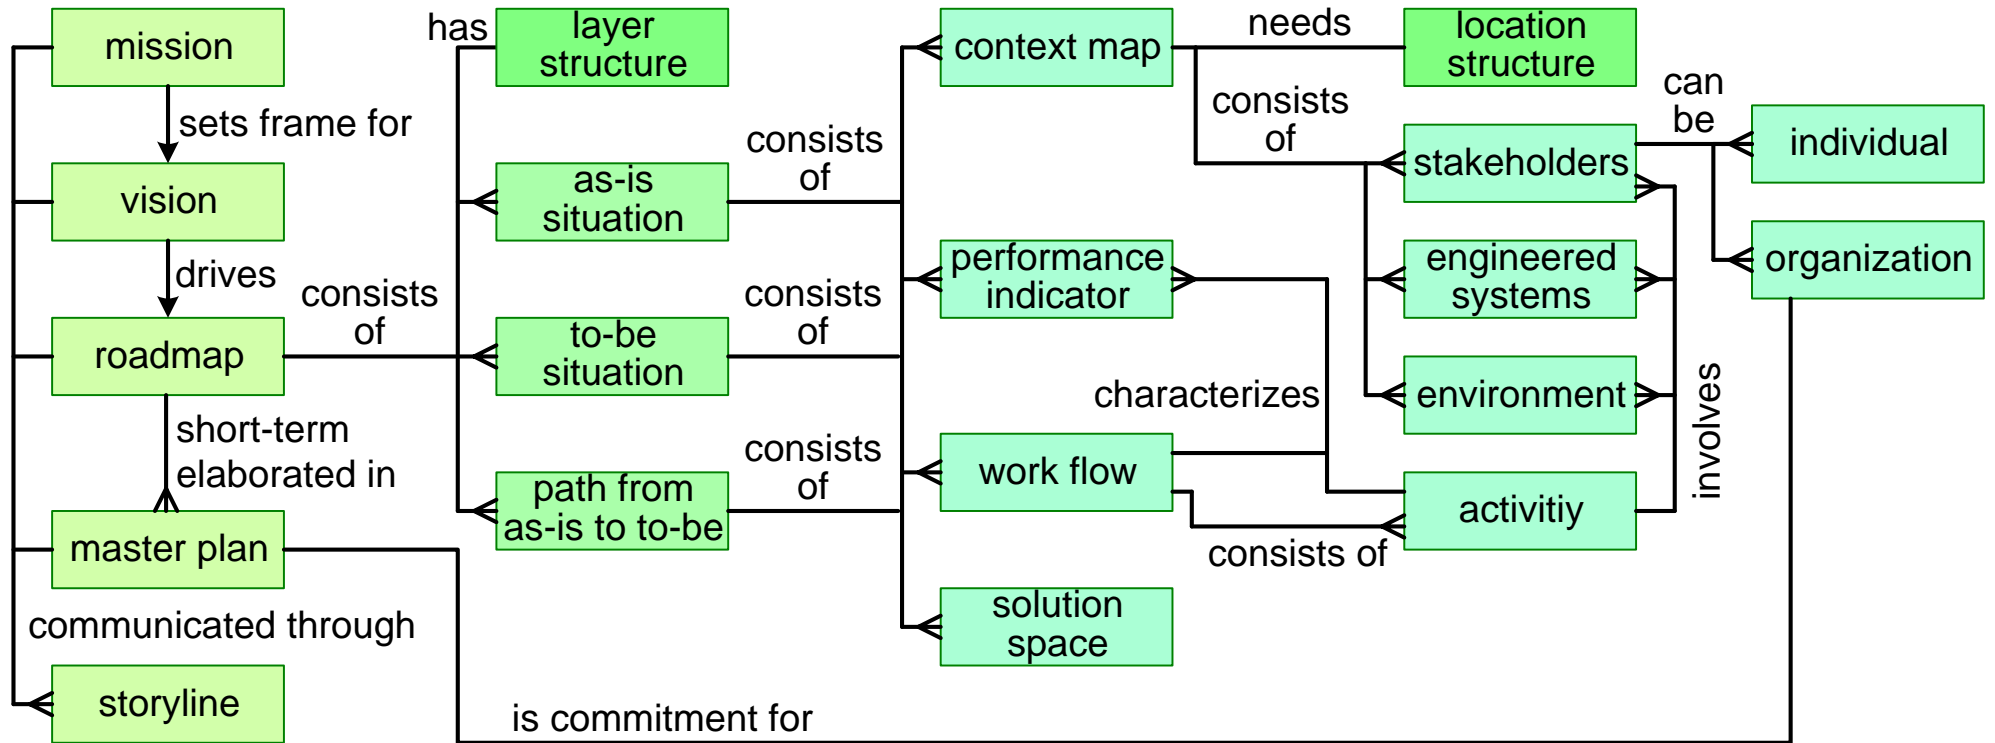 mission
sets frame for
vision
drives
roadmap
short-term
elaborated in
master plan
communicated through
storyline
has
layer
structure
consists
of
as-is
situation
to-be
situation
path from
as-is to to-be
consists
of
consists
of
consists
of
context map
performance
indicator
work flow
solution
space
needs
location
structure
consists
of
stakeholders
engineered
systems
environment
characterizes
activitiy
consists of
involves
can
be
individual
organization
is commitment for